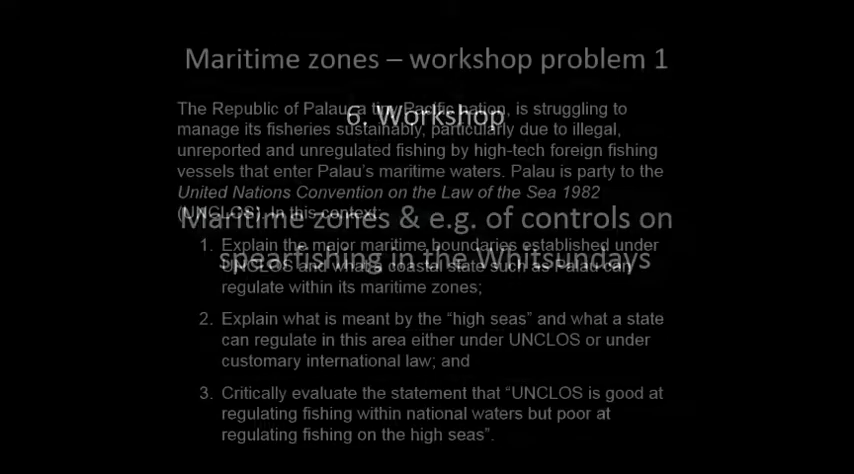 Maritime zones – workshop problem 1
6. Workshop
The Republic of Palau, a tiny Pacific nation, is struggling to
manage its fisheries sustainably, particularly due to illegal,
unreported and unregulated fishing by high-tech foreign fishing
vessels that enter Palau's maritime waters. Palau is party to the
United Nations Convention on the Law of the Sea 1982
(UNCLOS). In this context:
Maritime zones & e.g. of controls on
spearfishing in the Whitsundays
1. Explain the major maritime boundaries established under
UNCLOS and what a coastal state such as Palau can
regulate within its maritime zones;
2. Explain what is meant by the “high seas” and what a state
can regulate in this area either under UNCLOS or under
customary international law; and
3. Critically evaluate the statement that “UNCLOS is good at
regulating fishing within national waters but poor at
regulating fishing on the high seas”.